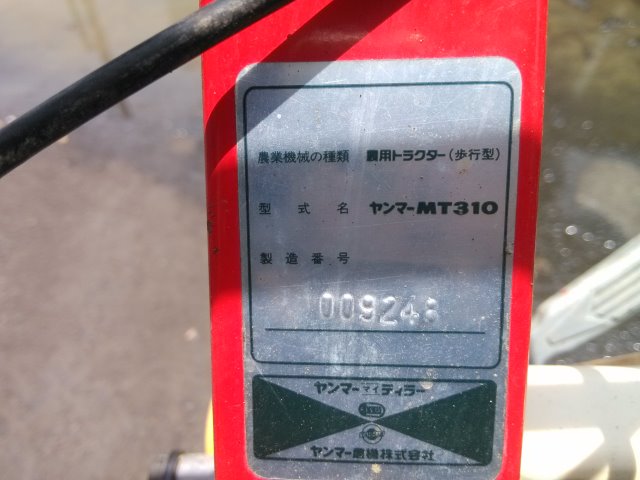 農業機械の種類 農用トラクター(歩行型)
型式名 ヤンマーMT310
製造番号
009248
ヤンマーマイティラー
ヤンマー農機株式会社